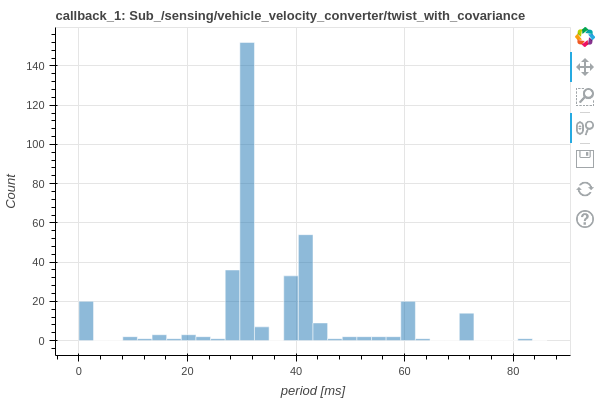 callback_1: Sub_/sensing/vehicle_velocity_converter/twist_with_covariance
140
120
100
80
60
40
20
0
Count
0 20 40 60 80
period [ms]